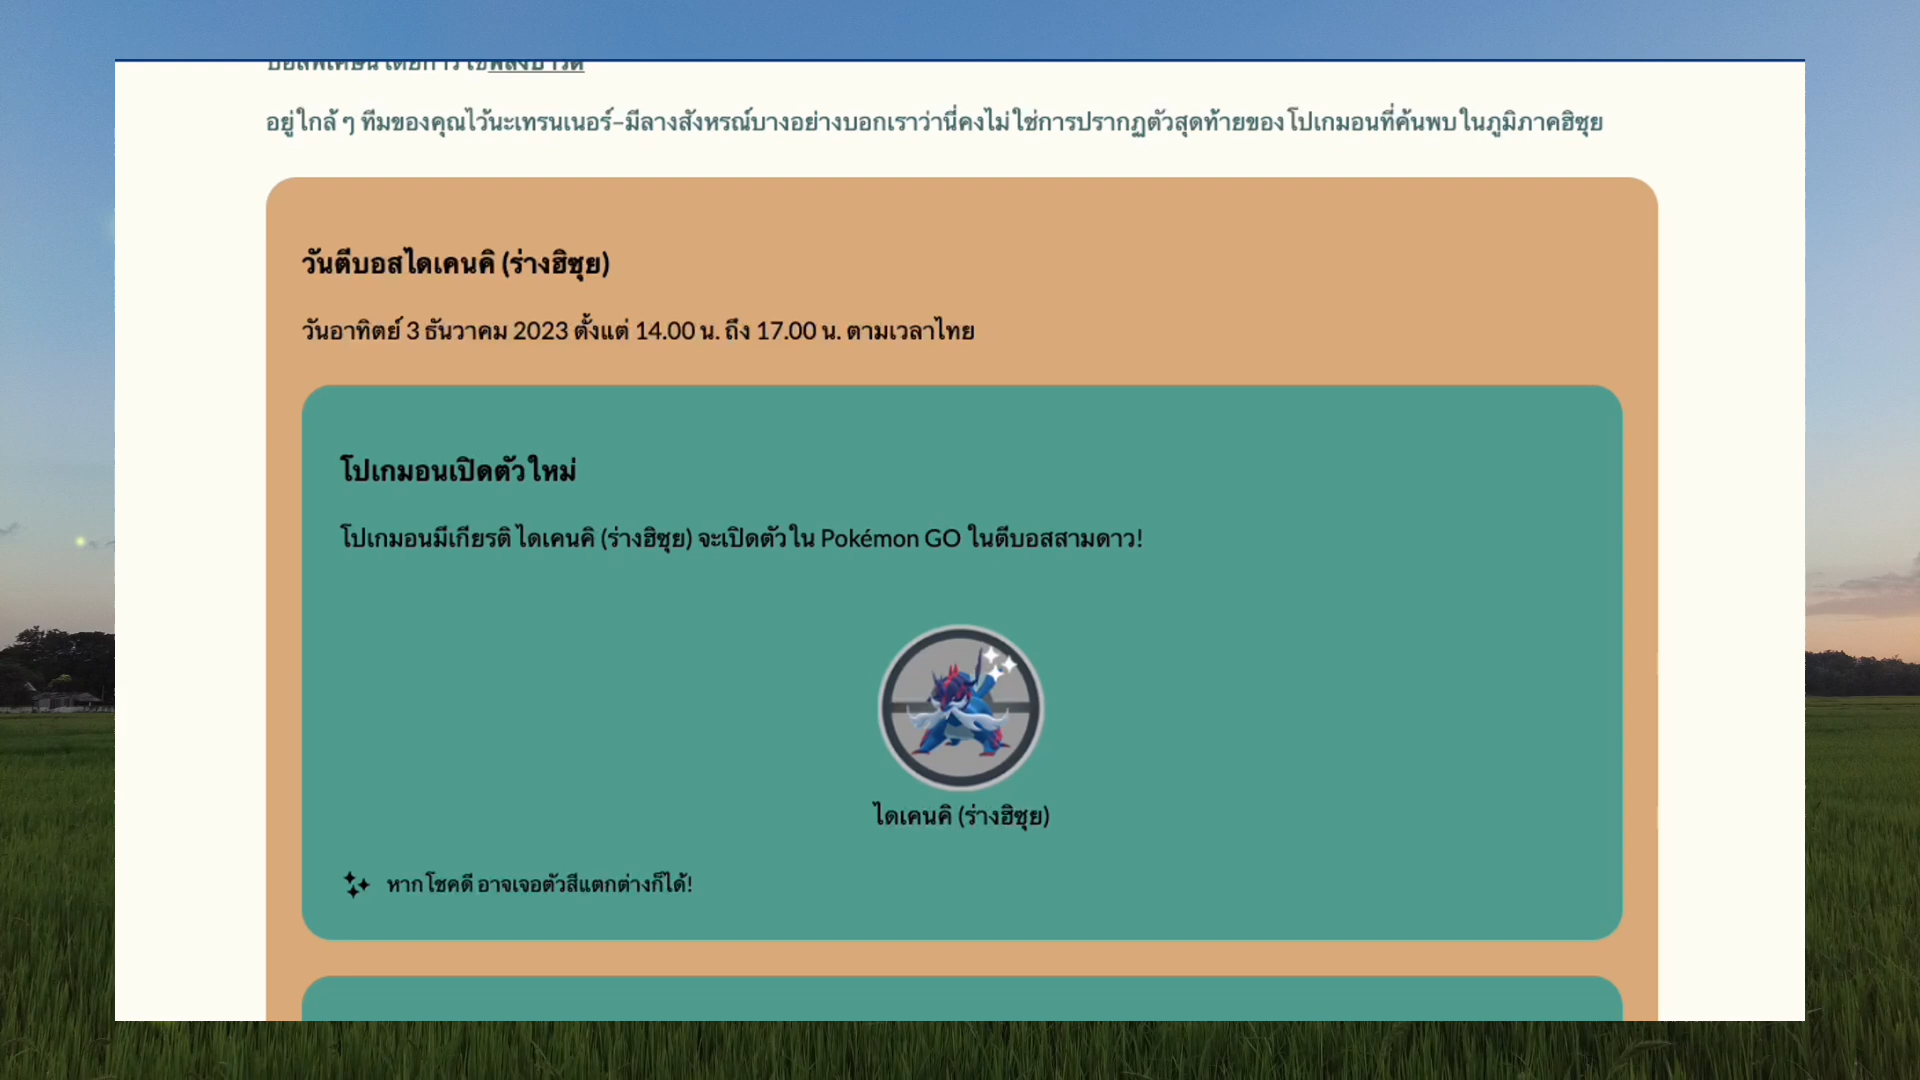 อยู่ใกล้ ๆ ทีมของคุณไว้นะเทรนเนอร์–มีลางสังหรณ์บางอย่างบอกเราว่านี่คงไม่ใช่การปรากฏตัวสุดท้ายของโปเกมอนที่ค้นพบในภูมิภาคฮิซุย
วันตีบอสไดเคนคิ (ร่างฮิซุย)
วันอาทิตย์ 3 ธันวาคม 2023 ตั้งแต่ 14.00 น. ถึง 17.00 น. ตามเวลาไทย
โปเกมอนเปิดตัวใหม่
โปเกมอนมีเกียรติ ไดเคนคิ (ร่างฮิซุย) จะเปิดตัวใน Pokémon GO ในตีบอสสามดาว!
ไดเคนคิ (ร่างฮิซุย)
หากโชคดี อาจเจอตัวสีแตกต่างก็ได้!